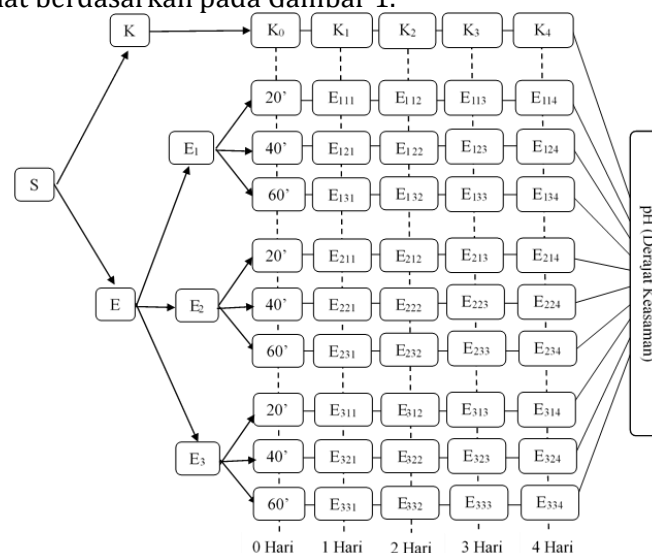 at berdasarkan pada Gambar 1.
K K₀ K₁ K₂ K₃ K₄
20’ E₁₁₁ E₁₁₂ E₁₁₃ E₁₁₄
E₁ 40’ E₁₂₁ E₁₂₂ E₁₂₃ E₁₂₄
60’ E₁₃₁ E₁₃₂ E₁₃₃ E₁₃₄
S
20’ E₂₁₁ E₂₁₂ E₂₁₃ E₂₁₄
E E₂ 40’ E₂₂₁ E₂₂₂ E₂₂₃ E₂₂₄
60’ E₂₃₁ E₂₃₂ E₂₃₃ E₂₃₄
20’ E₃₁₁ E₃₁₂ E₃₁₃ E₃₁₄
E₃ 40’ E₃₂₁ E₃₂₂ E₃₂₃ E₃₂₄
60’ E₃₃₁ E₃₃₂ E₃₃₃ E₃₃₄
0 Hari 1 Hari 2 Hari 3 Hari 4 Hari
pH (Derajat Keasaman)